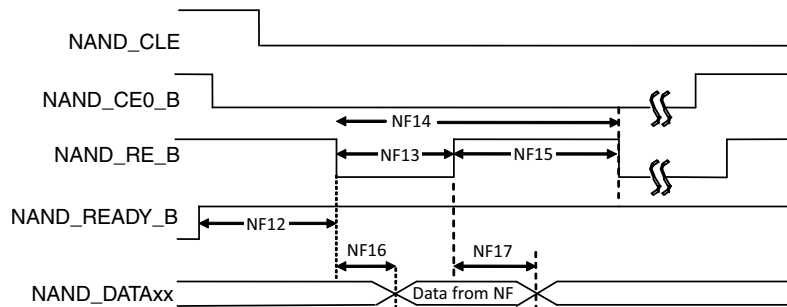 NAND_CLE
NAND_CE0_B
NF14
NAND_RE_B
NF13
NF15
NAND_READY_B
NF12
NF16
NF17
NAND_DATAxx
Data from NF